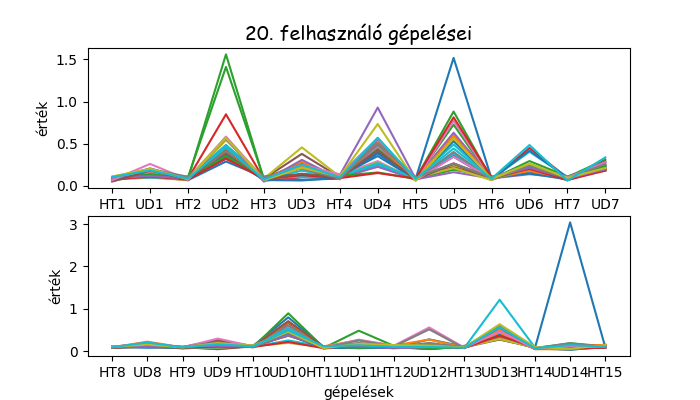 20. felhasználó gépelései
1.5
1.0
0.5
0.0
érték
HT1 UD1 HT2 UD2 HT3 UD3 HT4 UD4 HT5 UD5 HT6 UD6 HT7 UD7
3
2
1
0
érték
HT8 UD8 HT9 UD9 HT10 UD10 HT11 UD11 HT12 UD12 HT13 UD13 HT14 UD14 HT15
gépelések